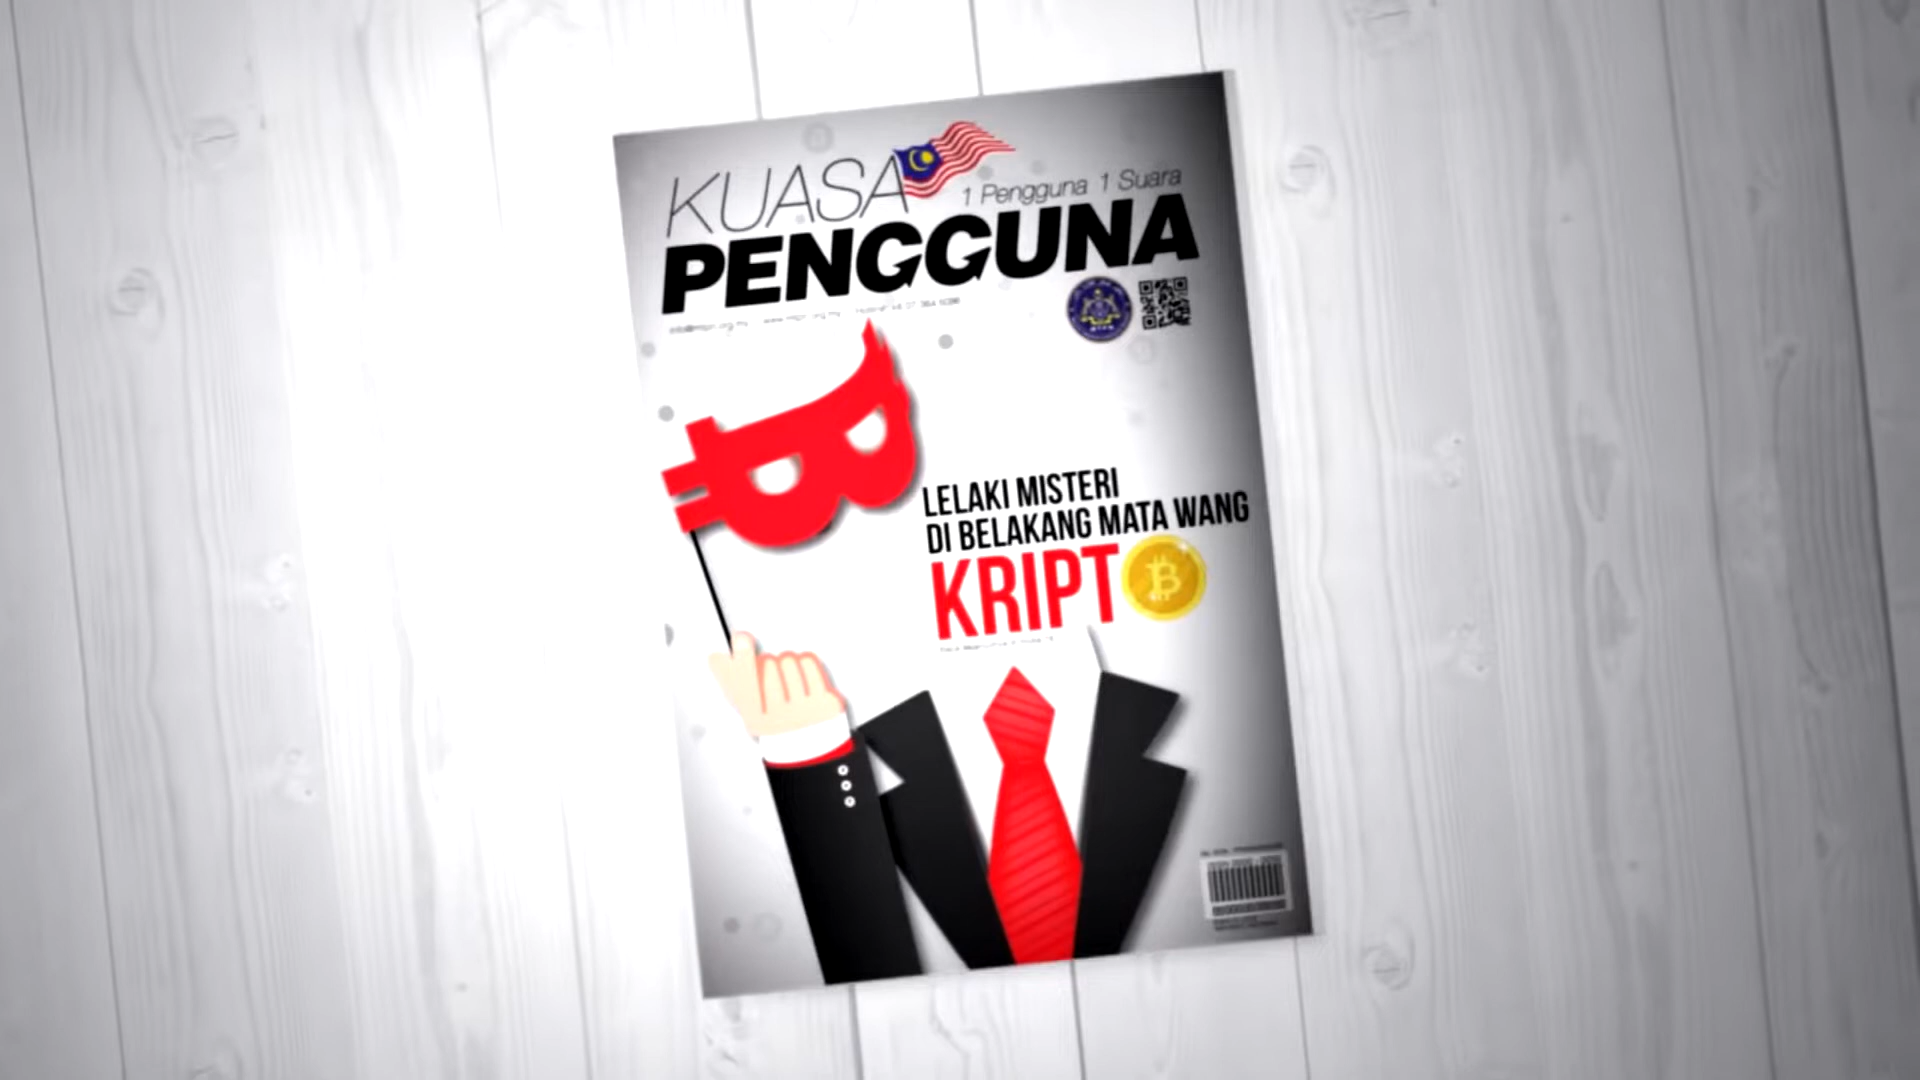 KUASA
1 Pengguna 1 Suara
PENGGUNA
LELAKI MISTERI
DI BELAKANG MATA WANG
KRIPT